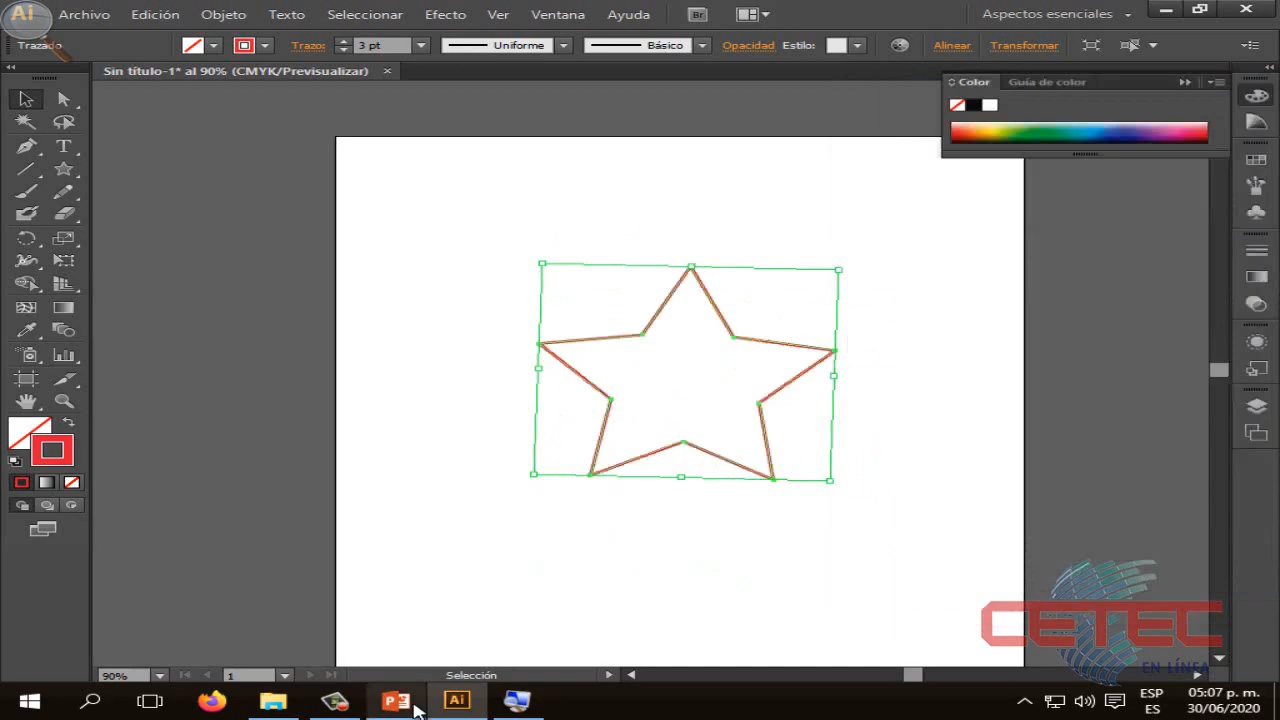 Ai Archivo Edición Objeto Texto Seleccionar Efecto Ver Ventana Ayuda Br Aspectos esenciales
Trazado Trazo: 3 pt Uniforme Básico Opacidad Estilo: Alinear Transformar
Sin título-1* al 90% (CMYK/Previsualizar)
Color Guía de color
CETEC
EN LÍNEA
90% 1 Selección
Ai ESP 05:07 p. m.
ES 30/06/2020